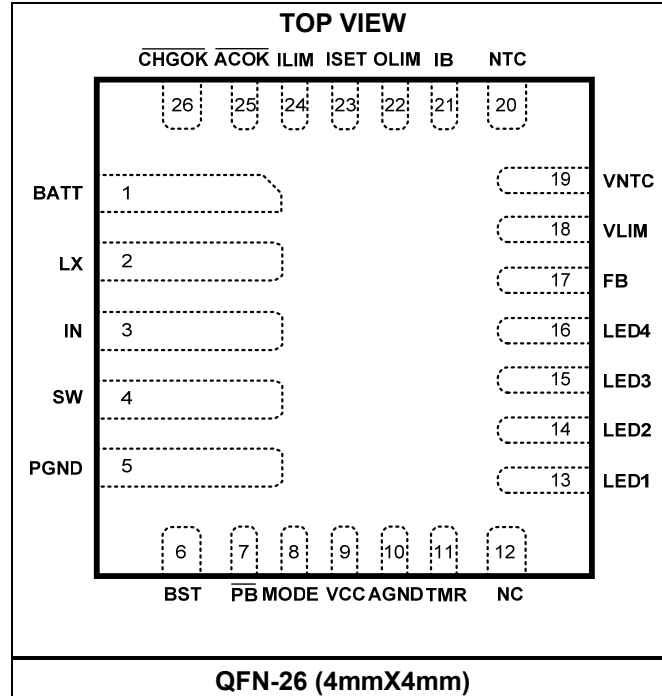 TOP VIEW
CHGOK ACOK ILIM ISET OLIM IB NTC
26 25 24 23 22 21 20
BATT 1 19 VNTC
18 VLIM
LX 2
17 FB
IN 3 16 LED4
15 LED3
SW 4
14 LED2
PGND 5 13 LED1
6 7 8 9 10 11 12
BST PB MODE VCC AGND TMR NC
QFN-26 (4mmX4mm)